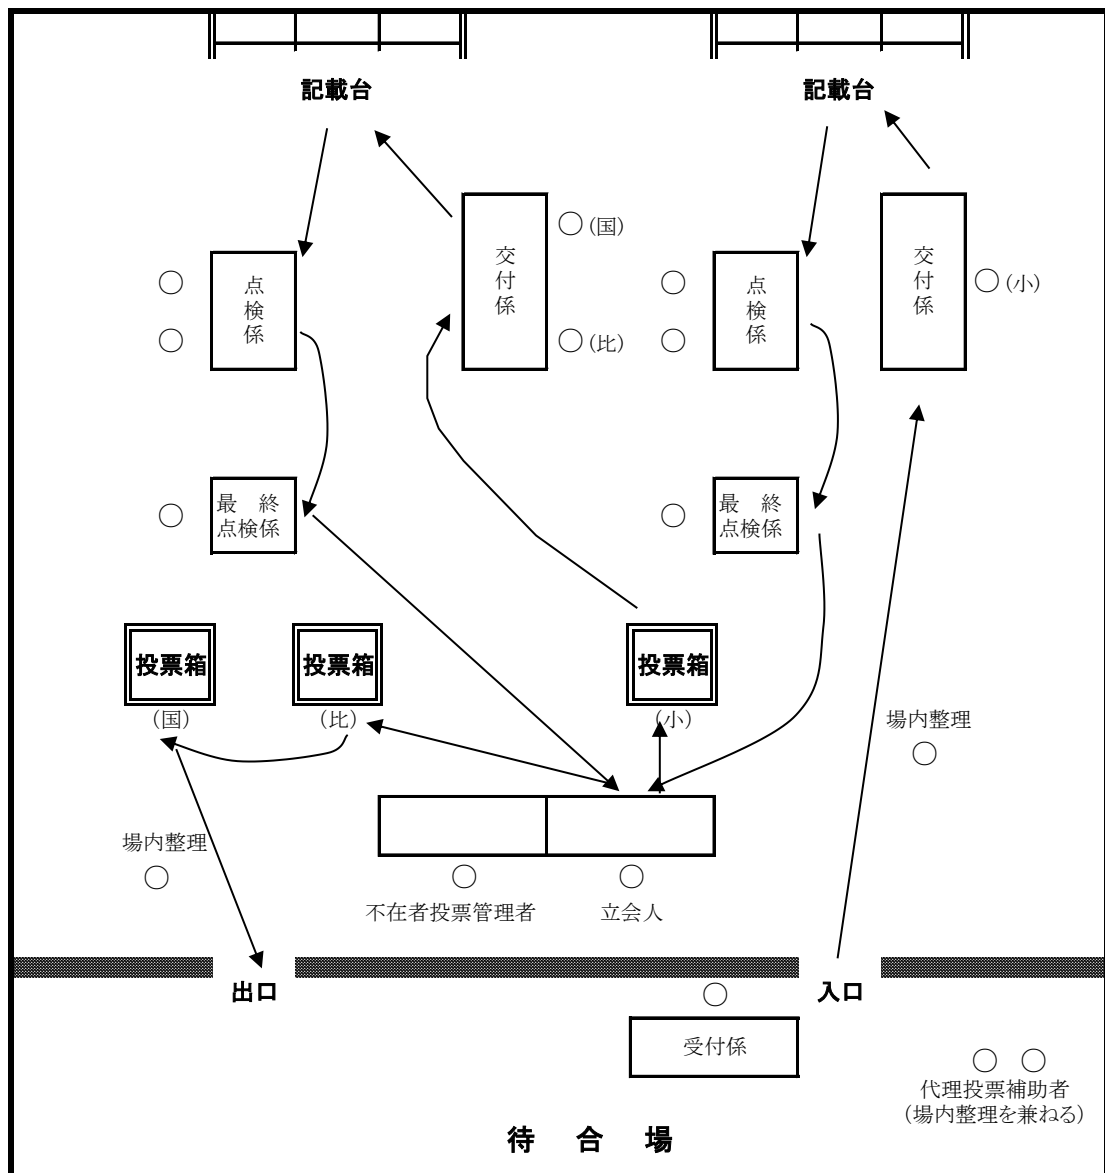 記載台
記載台
○(国)
交付係
○(比)
点検係
○
○
○(小)
交付係
点検係
○
○
最 終
点検係
○
最 終
点検係
○
投票箱
(国)
投票箱
(比)
投票箱
(小)
場内整理
○
場内整理
○
○
不在者投票管理者
○
立会人
出口
入口
○
受付係
○ ○
代理投票補助者
(場内整理を兼ねる)
待 合 場